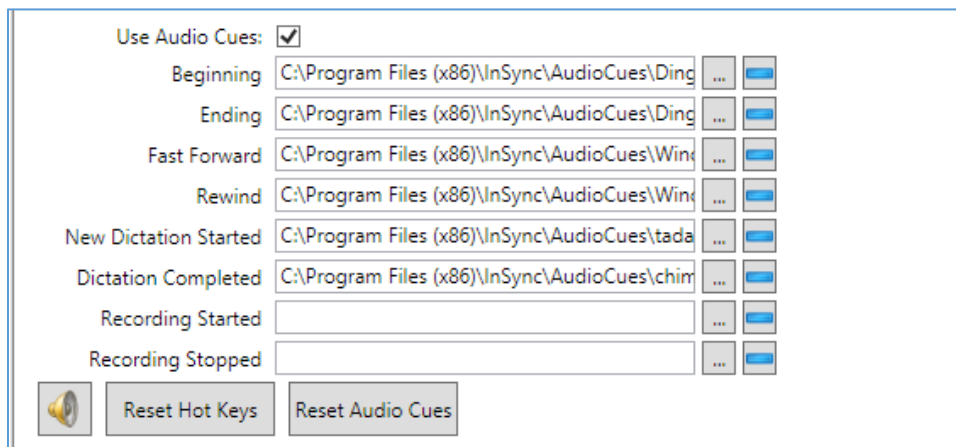 Use Audio Cues:
Beginning C:\Program Files (x86)\InSync\AudioCues\Ding ...
Ending C:\Program Files (x86)\InSync\AudioCues\Ding ...
Fast Forward C:\Program Files (x86)\InSync\AudioCues\Wind ...
Rewind C:\Program Files (x86)\InSync\AudioCues\Wind ...
New Dictation Started C:\Program Files (x86)\InSync\AudioCues\tada ...
Dictation Completed C:\Program Files (x86)\InSync\AudioCues\chim ...
Recording Started ...
Recording Stopped ...
Reset Hot Keys Reset Audio Cues